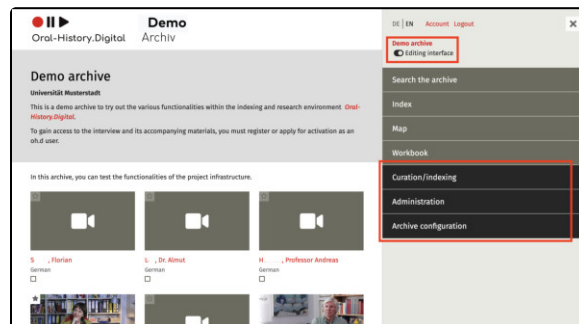 Oral-History.Digital
Demo
Archiv
Demo archive
Universität Musterstadt
This is a demo archive to try out the various functionalities within the indexing and research environment Oral-
History.Digital.
To gain access to the interview and its accompanying materials, you must register or apply for activation as an
oh.d user.
In this archive, you can test the functionalities of the project infrastructure.
S , Florian
German
L , Dr. Almut
German
H , Professor Andreas
German
DE | EN Account Logout
Demo archive
Editing interface
Search the archive
Index
Map
Workbook
Curation/indexing
Administration
Archive configuration